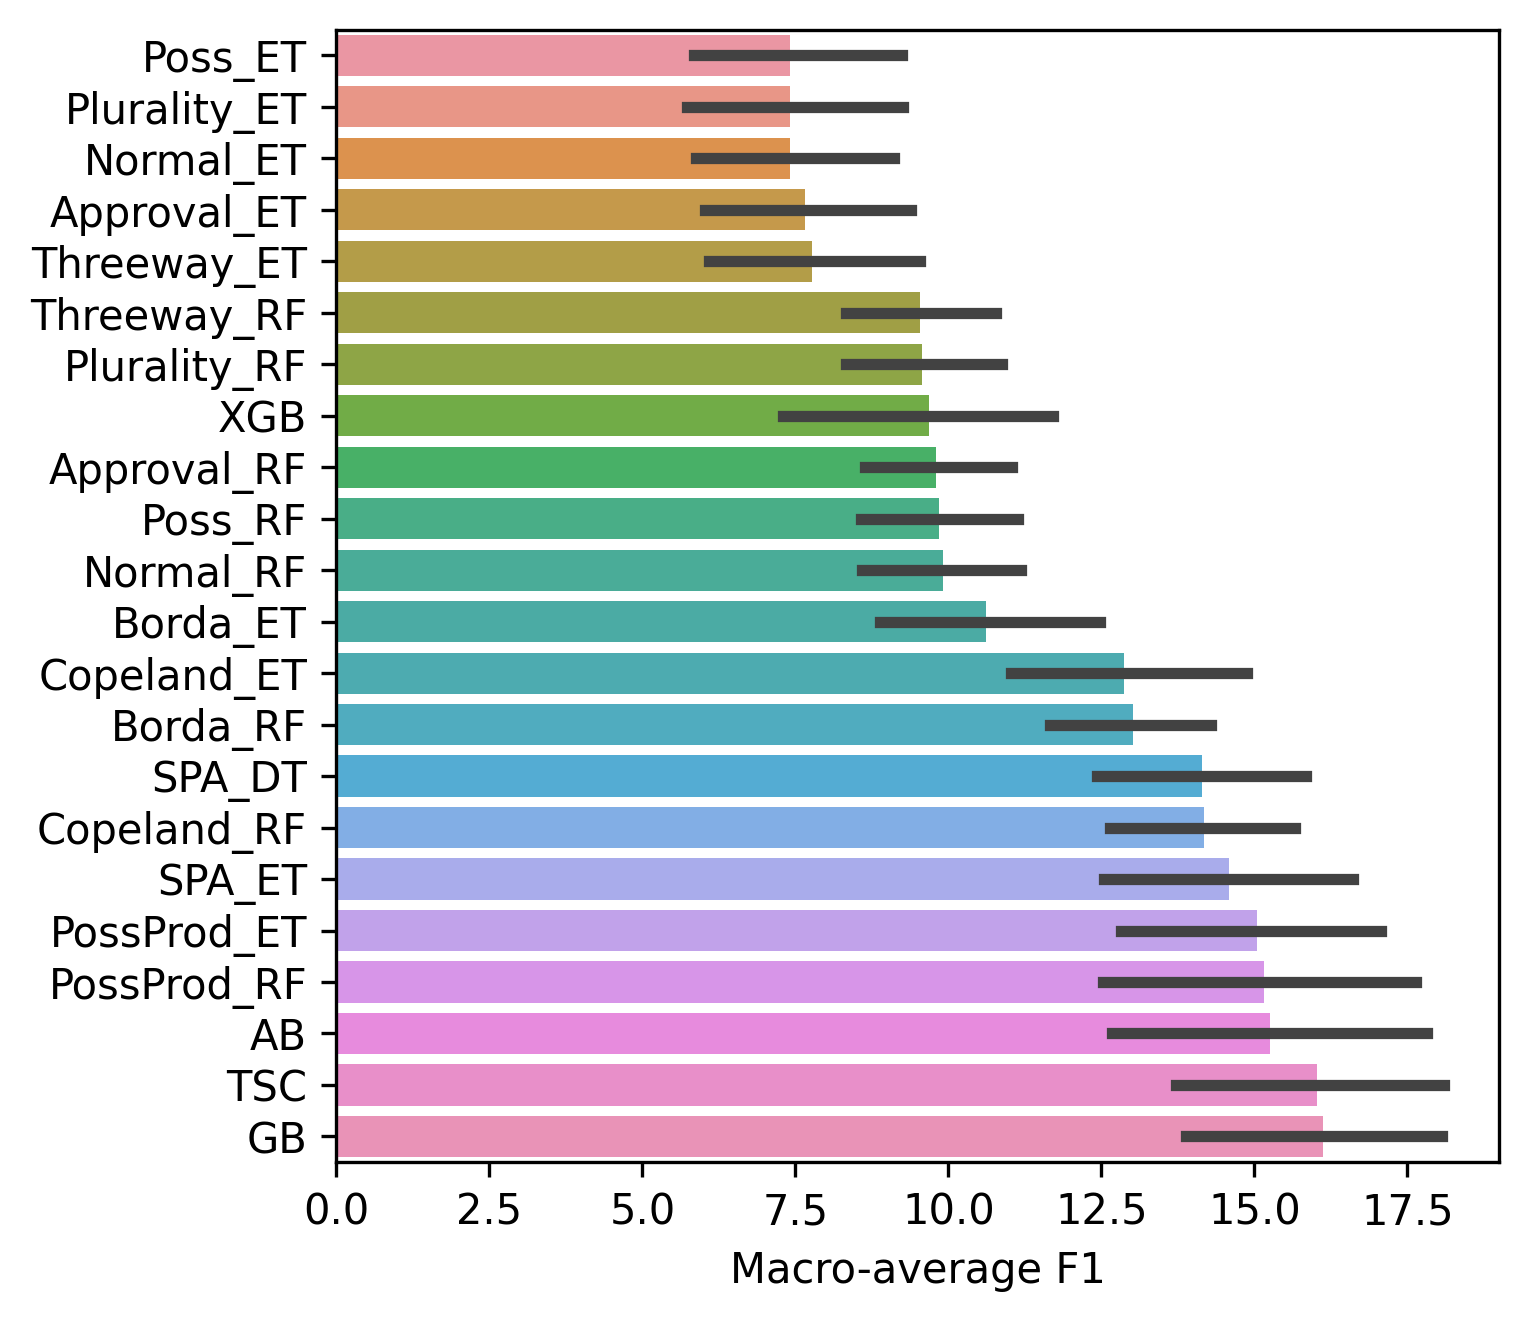 Poss_ET
Plurality_ET
Normal_ET
Approval_ET
Threeway_ET
Threeway_RF
Plurality_RF
XGB
Approval_RF
Poss_RF
Normal_RF
Borda_ET
Copeland_ET
Borda_RF
SPA_DT
Copeland_RF
SPA_ET
PossProd_ET
PossProd_RF
AB
TSC
GB
0.0 2.5 5.0 7.5 10.0 12.5 15.0 17.5
Macro-average F1